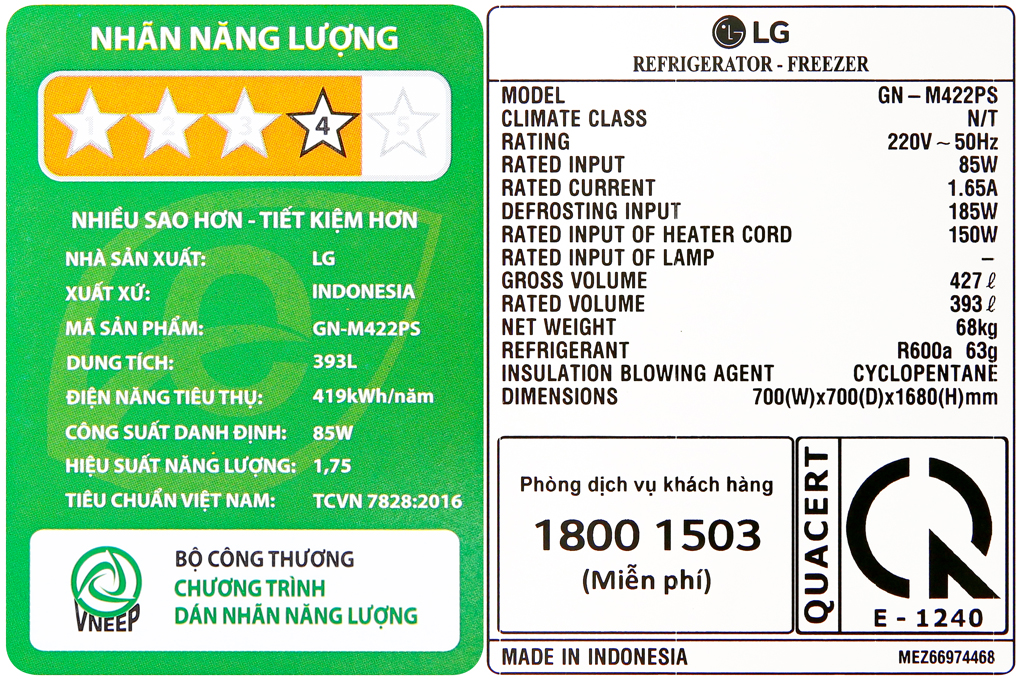 NHÃN NĂNG LƯỢNG
1 2 3 4 5
NHIỀU SAO HƠN - TIẾT KIỆM HƠN
NHÀ SẢN XUẤT: LG
XUẤT XỨ: INDONESIA
MÃ SẢN PHẨM: GN-M422PS
DUNG TÍCH: 393L
ĐIỆN NĂNG TIÊU THỤ: 419kWh/năm
CÔNG SUẤT DANH ĐỊNH: 85W
HIỆU SUẤT NĂNG LƯỢNG: 1,75
TIÊU CHUẨN VIỆT NAM: TCVN 7828:2016
VNEEP
BỘ CÔNG THƯƠNG
CHƯƠNG TRÌNH
DÁN NHÃN NĂNG LƯỢNG
LG
REFRIGERATOR - FREEZER
MODEL GN – M422PS
CLIMATE CLASS N/T
RATING 220V ~ 50Hz
RATED INPUT 85W
RATED CURRENT 1.65A
DEFROSTING INPUT 185W
RATED INPUT OF HEATER CORD 150W
RATED INPUT OF LAMP –
GROSS VOLUME 427 ℓ
RATED VOLUME 393 ℓ
NET WEIGHT 68kg
REFRIGERANT R600a 63g
INSULATION BLOWING AGENT CYCLOPENTANE
DIMENSIONS 700(W)x700(D)x1680(H)mm
Phòng dịch vụ khách hàng
1800 1503
(Miễn phí)
QUACERT
E - 1240
MADE IN INDONESIA MEZ66974468